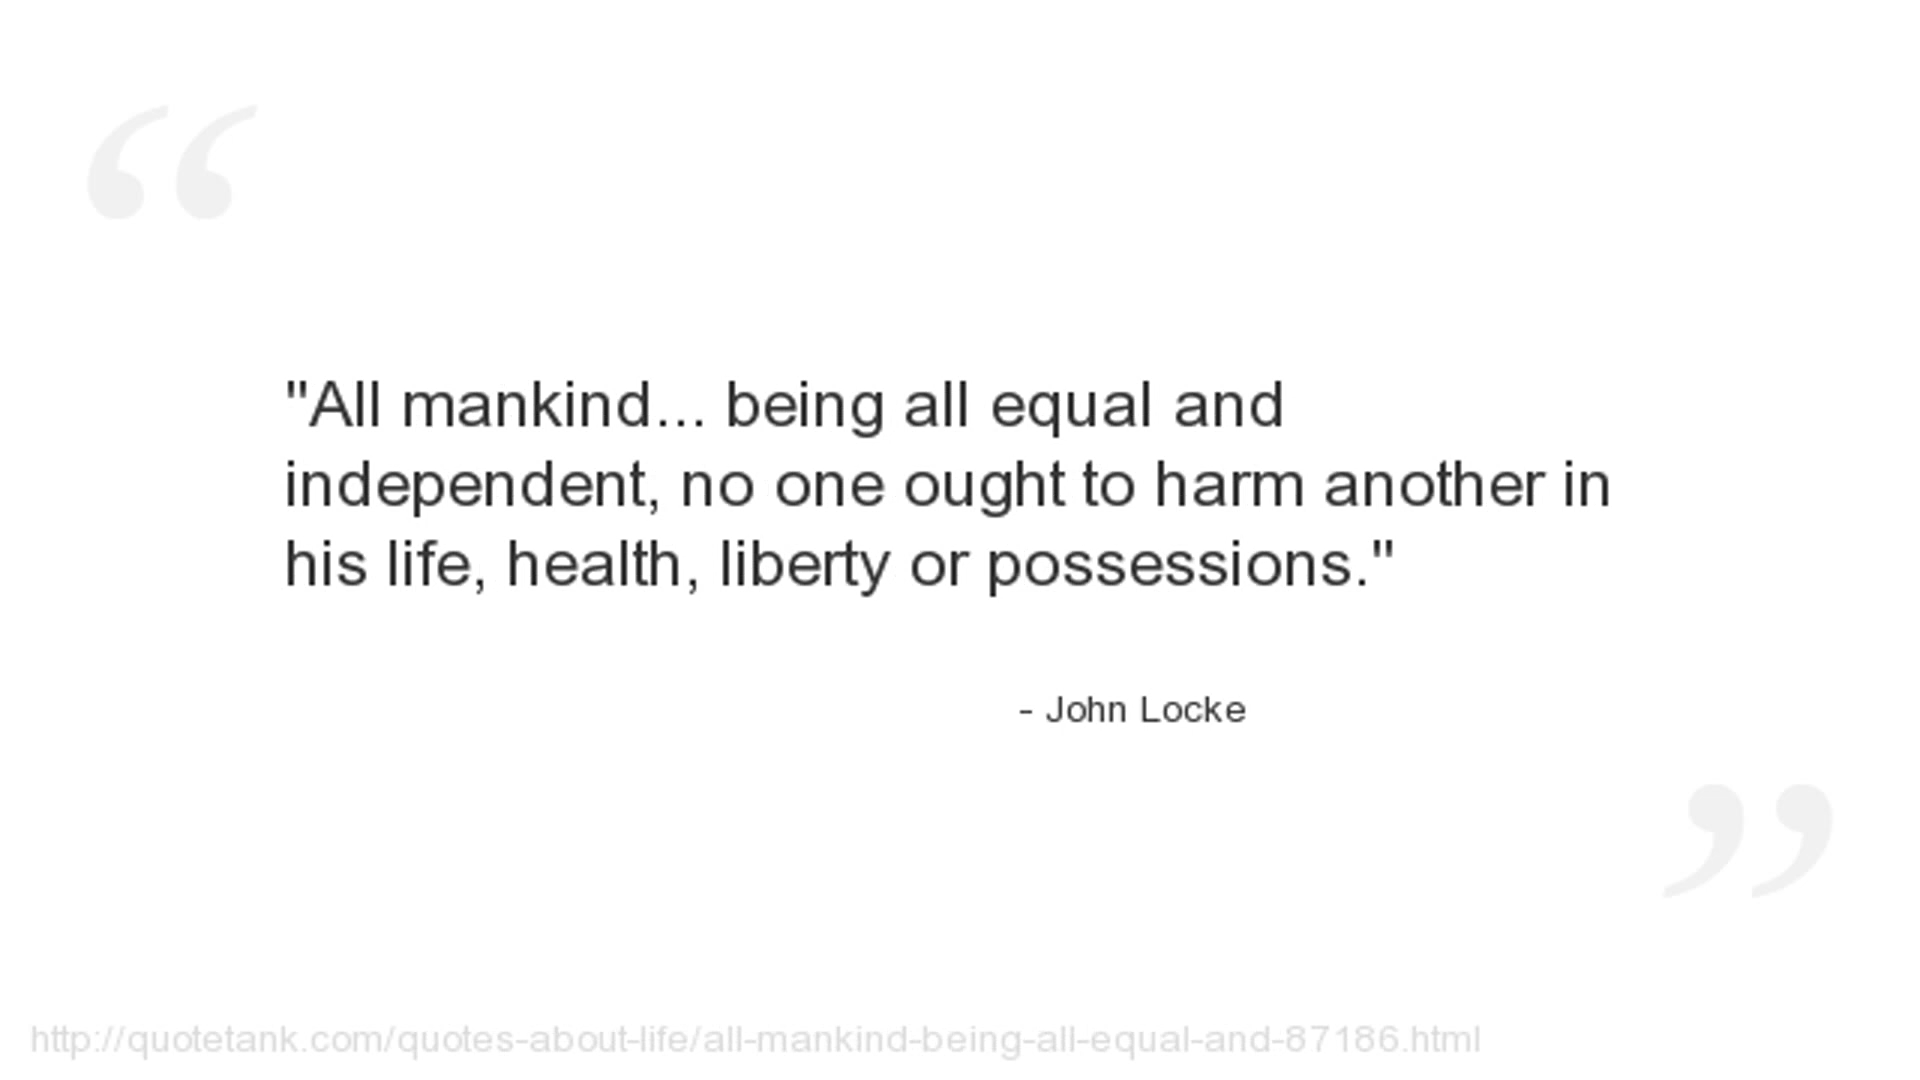 "All mankind... being all equal and
independent, no one ought to harm another in
his life, health, liberty or possessions."
- John Locke
http://quotetank.com/quotes-about-life/all-mankind-being-all-equal-and-87186.html